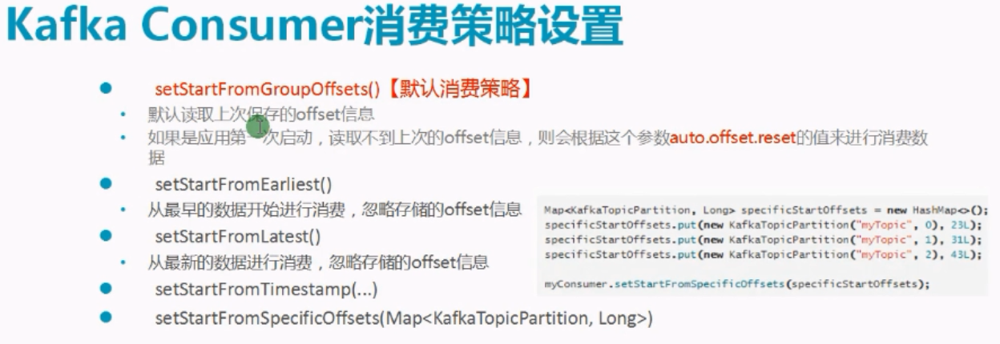 Kafka Consumer消费策略设置
setStartFromGroupOffsets()【默认消费策略】
默认读取上次保存的offset信息
如果是应用第一次启动，读取不到上次的offset信息，则会根据这个参数auto.offset.reset的值来进行消费数
据
setStartFromEarliest()
从最早的数据开始进行消费，忽略存储的offset信息
setStartFromLatest()
从最新的数据进行消费，忽略存储的offset信息
setStartFromTimestamp(...)
setStartFromSpecificOffsets(Map<KafkaTopicPartition, Long>)
Map<KafkaTopicPartition, Long> specificStartOffsets = new HashMap<>();
specificStartOffsets.put(new KafkaTopicPartition("myTopic", 0), 23L);
specificStartOffsets.put(new KafkaTopicPartition("myTopic", 1), 31L);
specificStartOffsets.put(new KafkaTopicPartition("myTopic", 2), 43L);
myConsumer.setStartFromSpecificOffsets(specificStartOffsets);